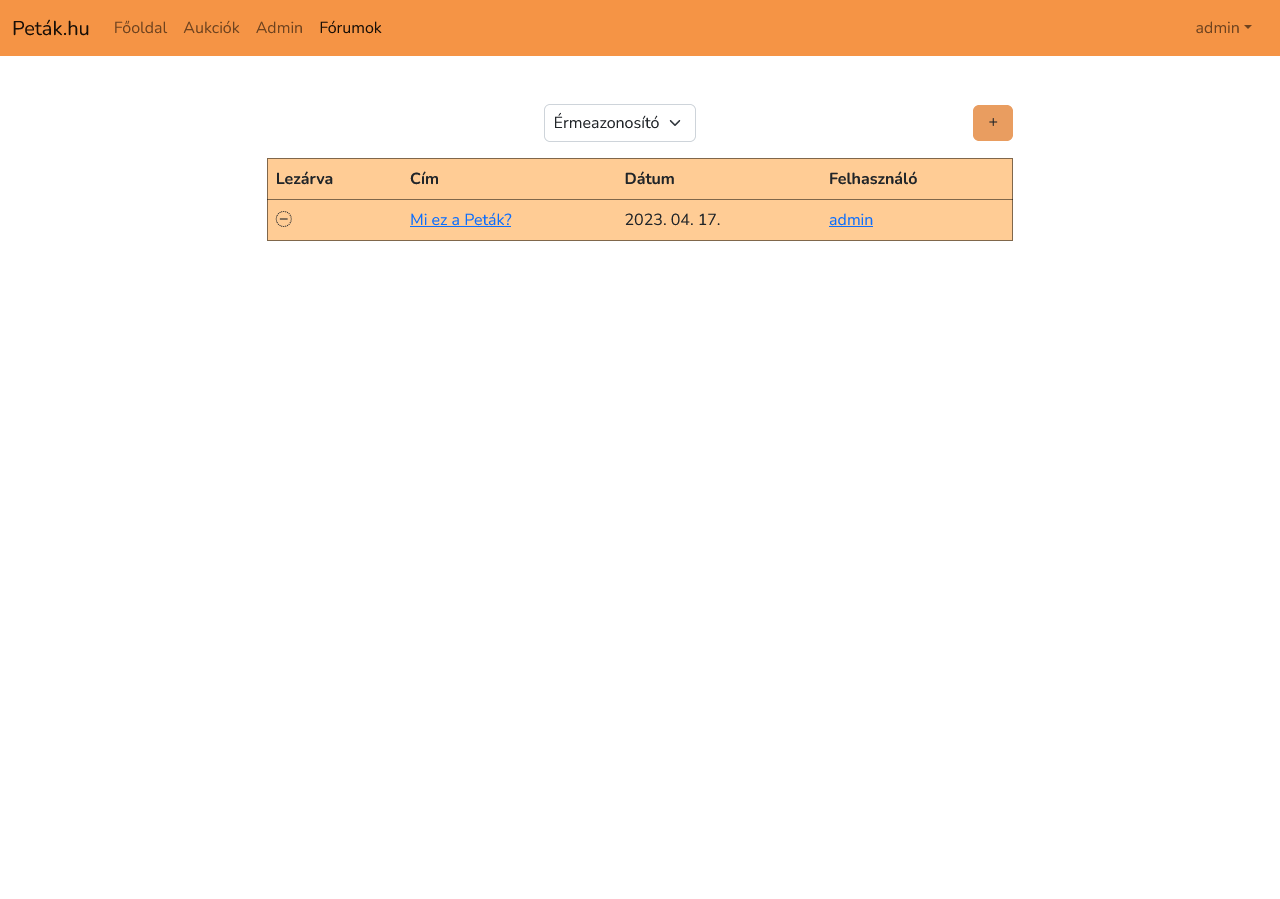 Peták.hu Főoldal Aukciók Admin Fórumok admin
Érmeazonosító +
Lezárva Cím Dátum Felhasználó
Mi ez a Peták? 2023. 04. 17. admin